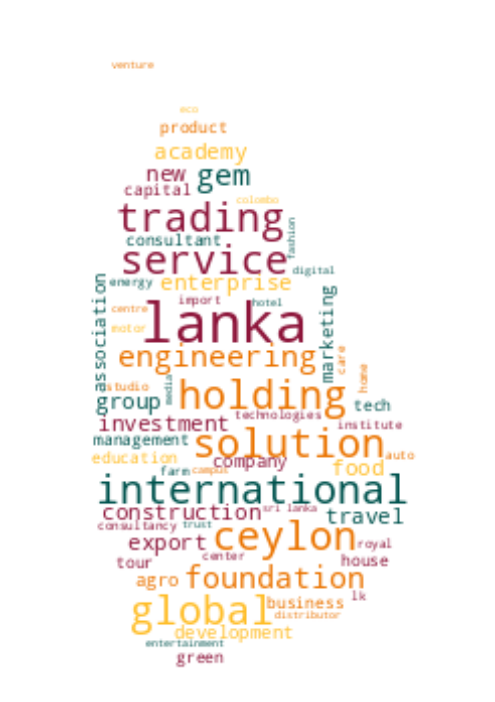 venture
eco
product
academy
new gem
capital
colombo
trading
fashion
consultant
service
digital
association
energy enterprise
marketing
import hotel
centre
lanka
motor
engineering
care
home
studio
media
holding
group
tech
technologies
investment
institute
management
solution
auto
education
company
food
farm campus
international
construction sri lanka
travel
consultancy trust
ceylon
export
royal
center
tour
house
agro foundation
lk
global
business
distributor
development
entertainment
green